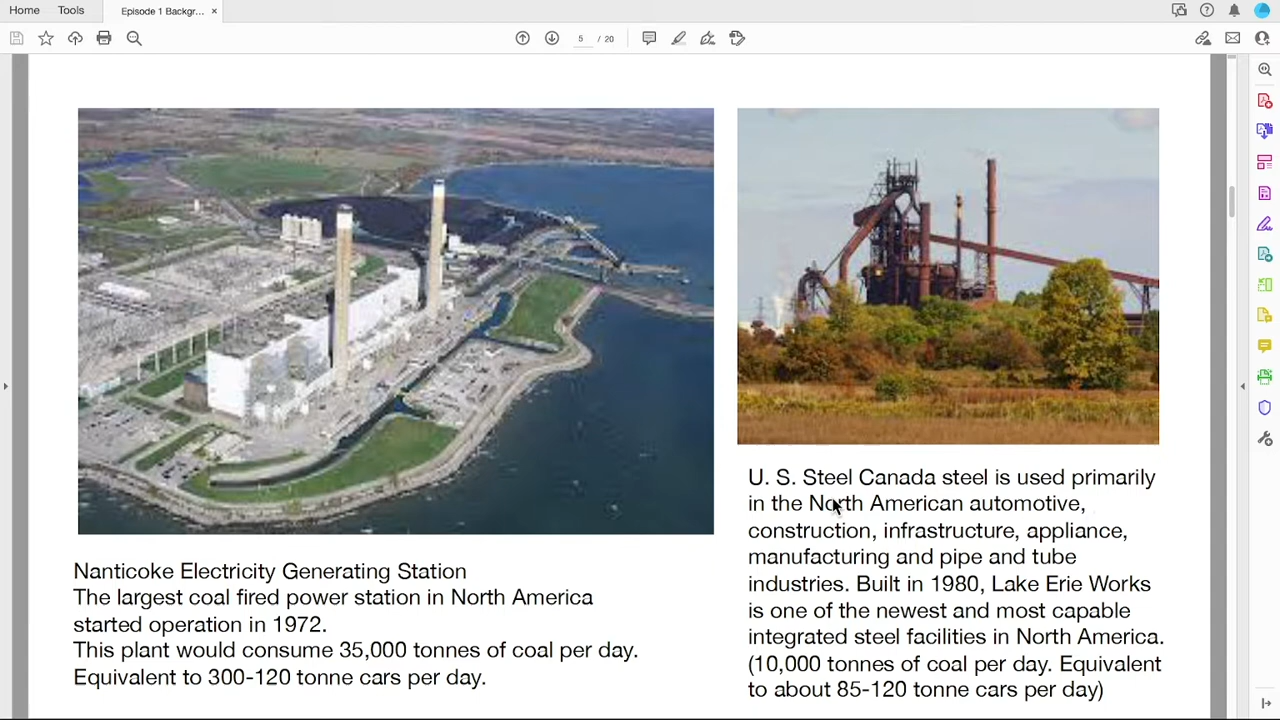 Home Tools Episode 1 Backgr... ×
5 / 20
Nanticoke Electricity Generating Station
The largest coal fired power station in North America
started operation in 1972.
This plant would consume 35,000 tonnes of coal per day.
Equivalent to 300-120 tonne cars per day.
U. S. Steel Canada steel is used primarily
in the North American automotive,
construction, infrastructure, appliance,
manufacturing and pipe and tube
industries. Built in 1980, Lake Erie Works
is one of the newest and most capable
integrated steel facilities in North America.
(10,000 tonnes of coal per day. Equivalent
to about 85-120 tonne cars per day)